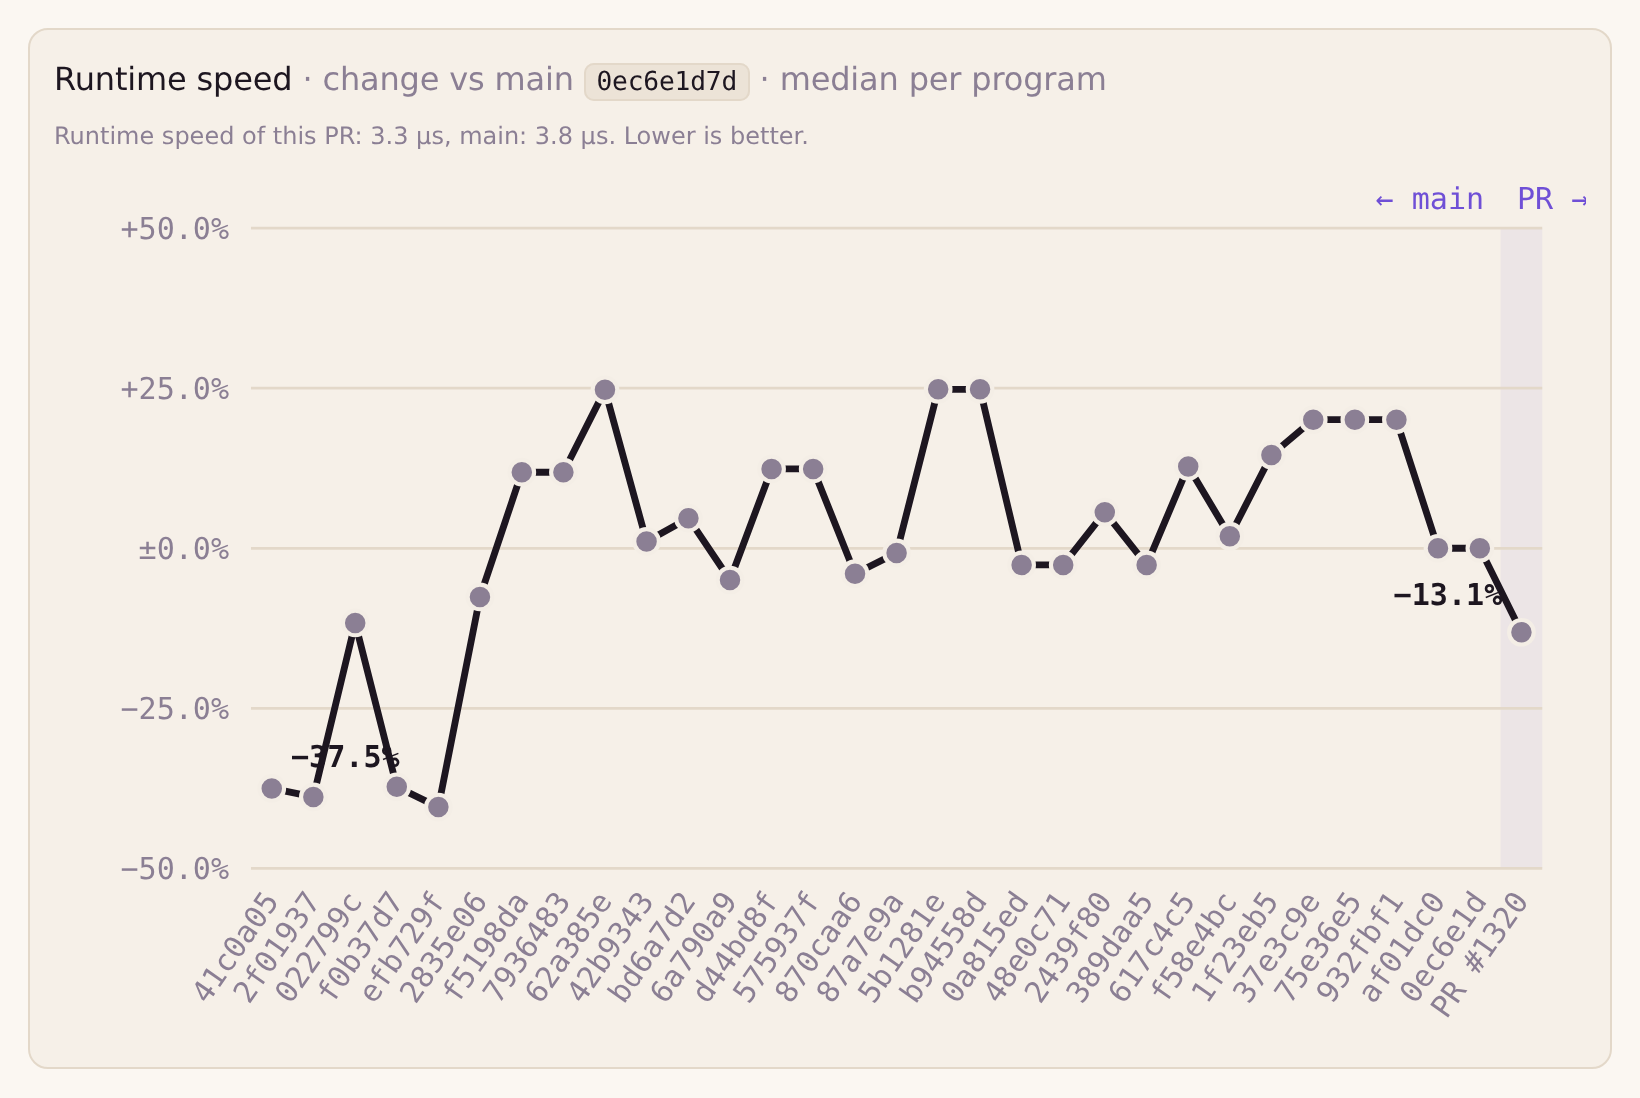 Runtime speed · change vs main 0ec6e1d7d · median per program
Runtime speed of this PR: 3.3 µs, main: 3.8 µs. Lower is better.
← main PR →
+50.0%
+25.0%
±0.0%
−25.0%
−50.0%
−37.5%
−13.1%
41c0a05
2f01937
022799c
f0b37d7
efb729f
2835e06
f5198da
7936483
62a385e
42b9343
bd6a7d2
6a790a9
d44bd8f
575937f
870caa6
87a7e9a
5b1281e
b94558d
0a815ed
48e0c71
2439f80
389daa5
617c4c5
f58e4bc
1f23eb5
37e3c9e
75e36e5
932fbf1
af01dc0
0ec6e1d
PR #1320